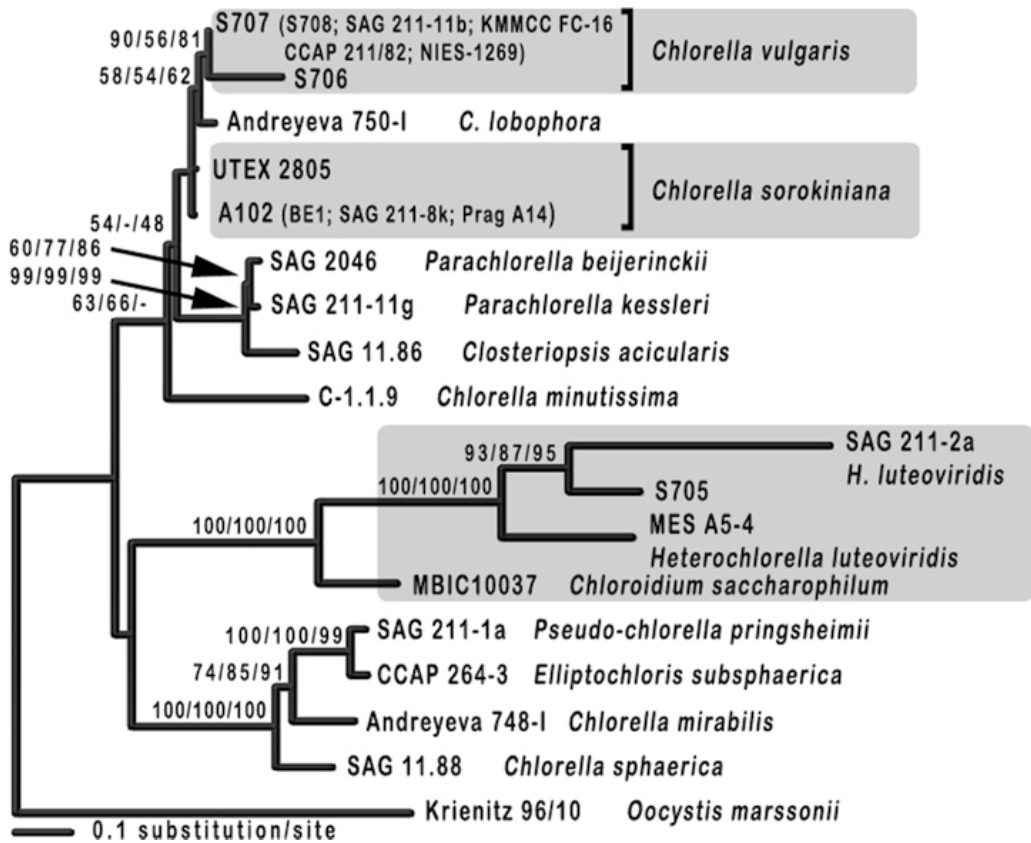 S707 (S708; SAG 211-11b; KMMCC FC-16
90/56/81
CCAP 211/82; NIES-1269)
Chlorella vulgaris
58/54/62
S706
Andreyeva 750-I C. lobophora
UTEX 2805
Chlorella sorokiniana
A102 (BE1; SAG 211-8k; Prag A14)
54/-/48
60/77/86
SAG 2046 Parachlorella beijerinckii
99/99/99
63/66/-
SAG 211-11g Parachlorella kessleri
SAG 11.86 Closteriopsis acicularis
C-1.1.9 Chlorella minutissima
93/87/95
SAG 211-2a
H. luteoviridis
100/100/100
S705
MES A5-4
100/100/100
Heterochlorella luteoviridis
MBIC10037 Chloroidium saccharophilum
100/100/99
SAG 211-1a Pseudo-chlorella pringsheimii
74/85/91
CCAP 264-3 Elliptochloris subsphaerica
100/100/100
Andreyeva 748-I Chlorella mirabilis
SAG 11.88 Chlorella sphaerica
Krienitz 96/10 Oocystis marssonii
0.1 substitution/site